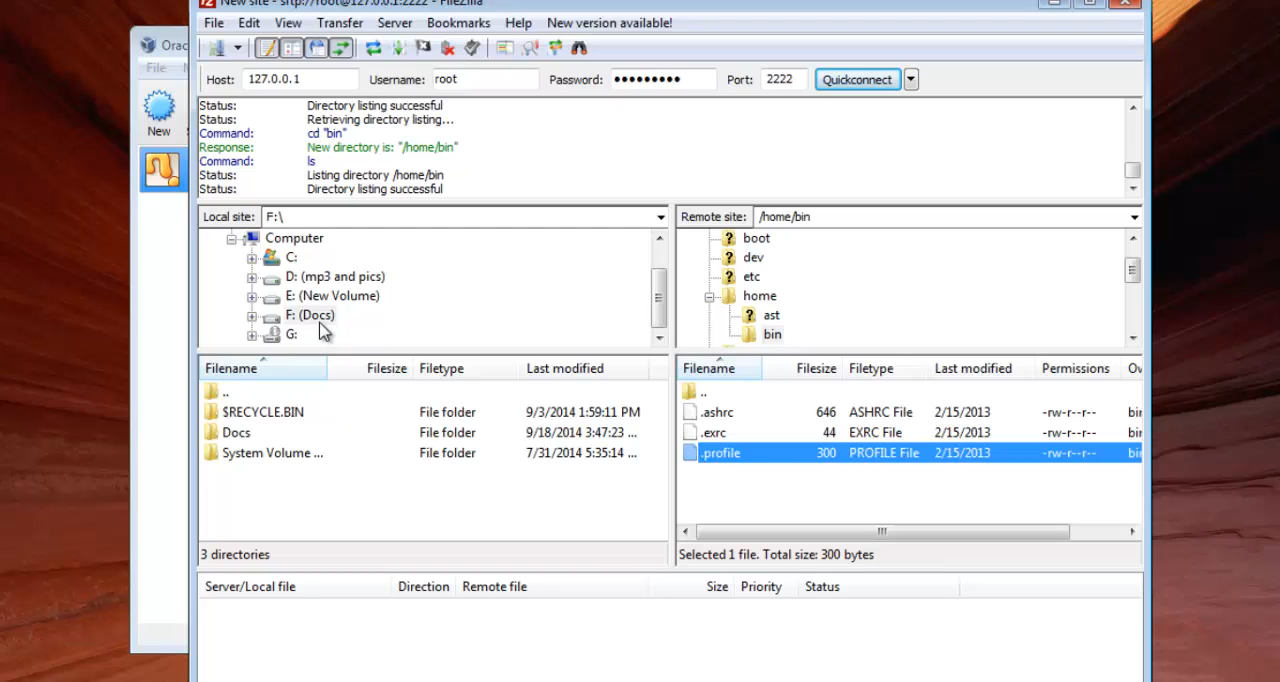 New site - sftp://root@127.0.0.1:2222 - FileZilla
File Edit View Transfer Server Bookmarks Help New version available!
Orac
File
New
Host: 127.0.0.1 Username: root Password: ●●●●●●●●● Port: 2222 Quickconnect
Status: Directory listing successful
Status: Retrieving directory listing...
Command: cd "bin"
Response: New directory is: "/home/bin"
Command: ls
Status: Listing directory /home/bin
Status: Directory listing successful
Local site: F:\
Computer
C:
D: (mp3 and pics)
E: (New Volume)
F: (Docs)
G:
Remote site: /home/bin
? boot
? dev
? etc
home
? ast
bin
Filename Filesize Filetype Last modified
..
$RECYCLE.BIN File folder 9/3/2014 1:59:11 PM
Docs File folder 9/18/2014 3:47:23 ...
System Volume ... File folder 7/31/2014 5:35:14 ...
3 directories
Filename Filesize Filetype Last modified Permissions Ov
..
.ashrc 646 ASHRC File 2/15/2013 -rw-r--r-- bir
.exrc 44 EXRC File 2/15/2013 -rw-r--r-- bir
.profile 300 PROFILE File 2/15/2013 -rw-r--r-- bir
Selected 1 file. Total size: 300 bytes
Server/Local file Direction Remote file Size Priority Status